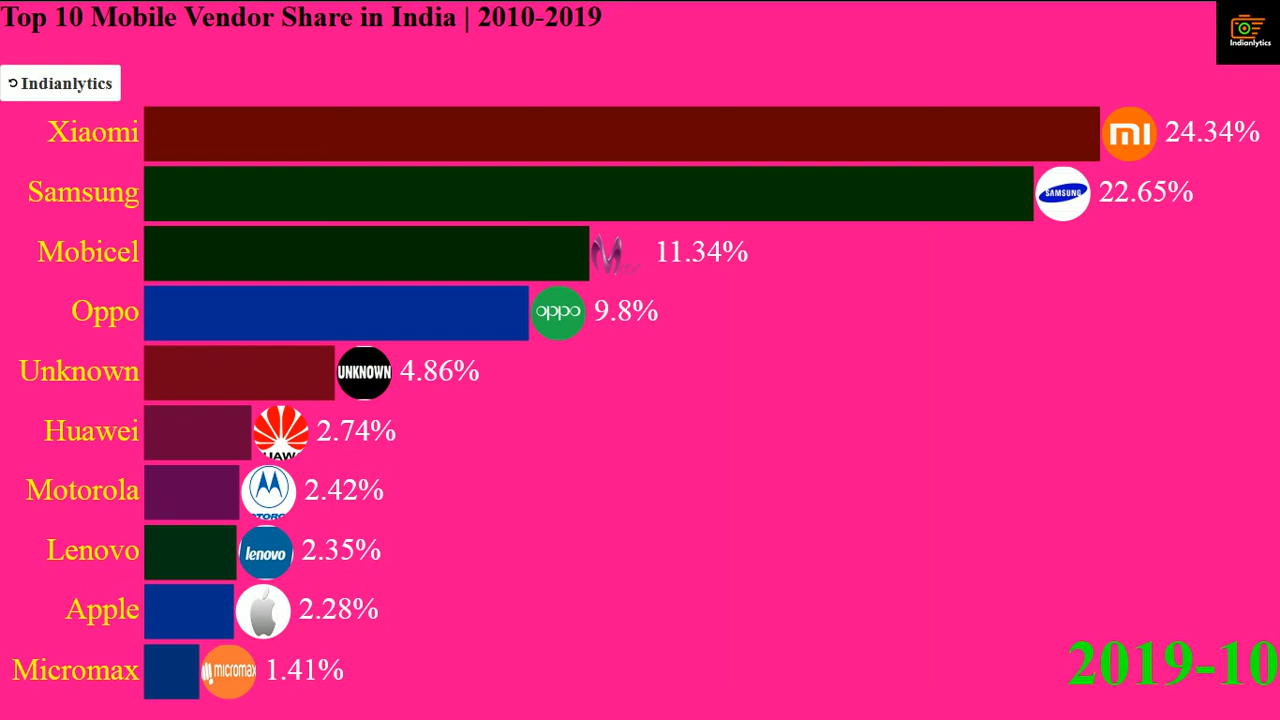 Top 10 Mobile Vendor Share in India | 2010-2019
Indianlytics
Indianlytics
Xiaomi 24.34%
Samsung SAMSUNG 22.65%
Mobicel 11.34%
Oppo oppo 9.8%
Unknown UNKNOWN 4.86%
Huawei 2.74%
Motorola 2.42%
Lenovo lenovo 2.35%
Apple 2.28%
Micromax micromax 1.41%
2019-10